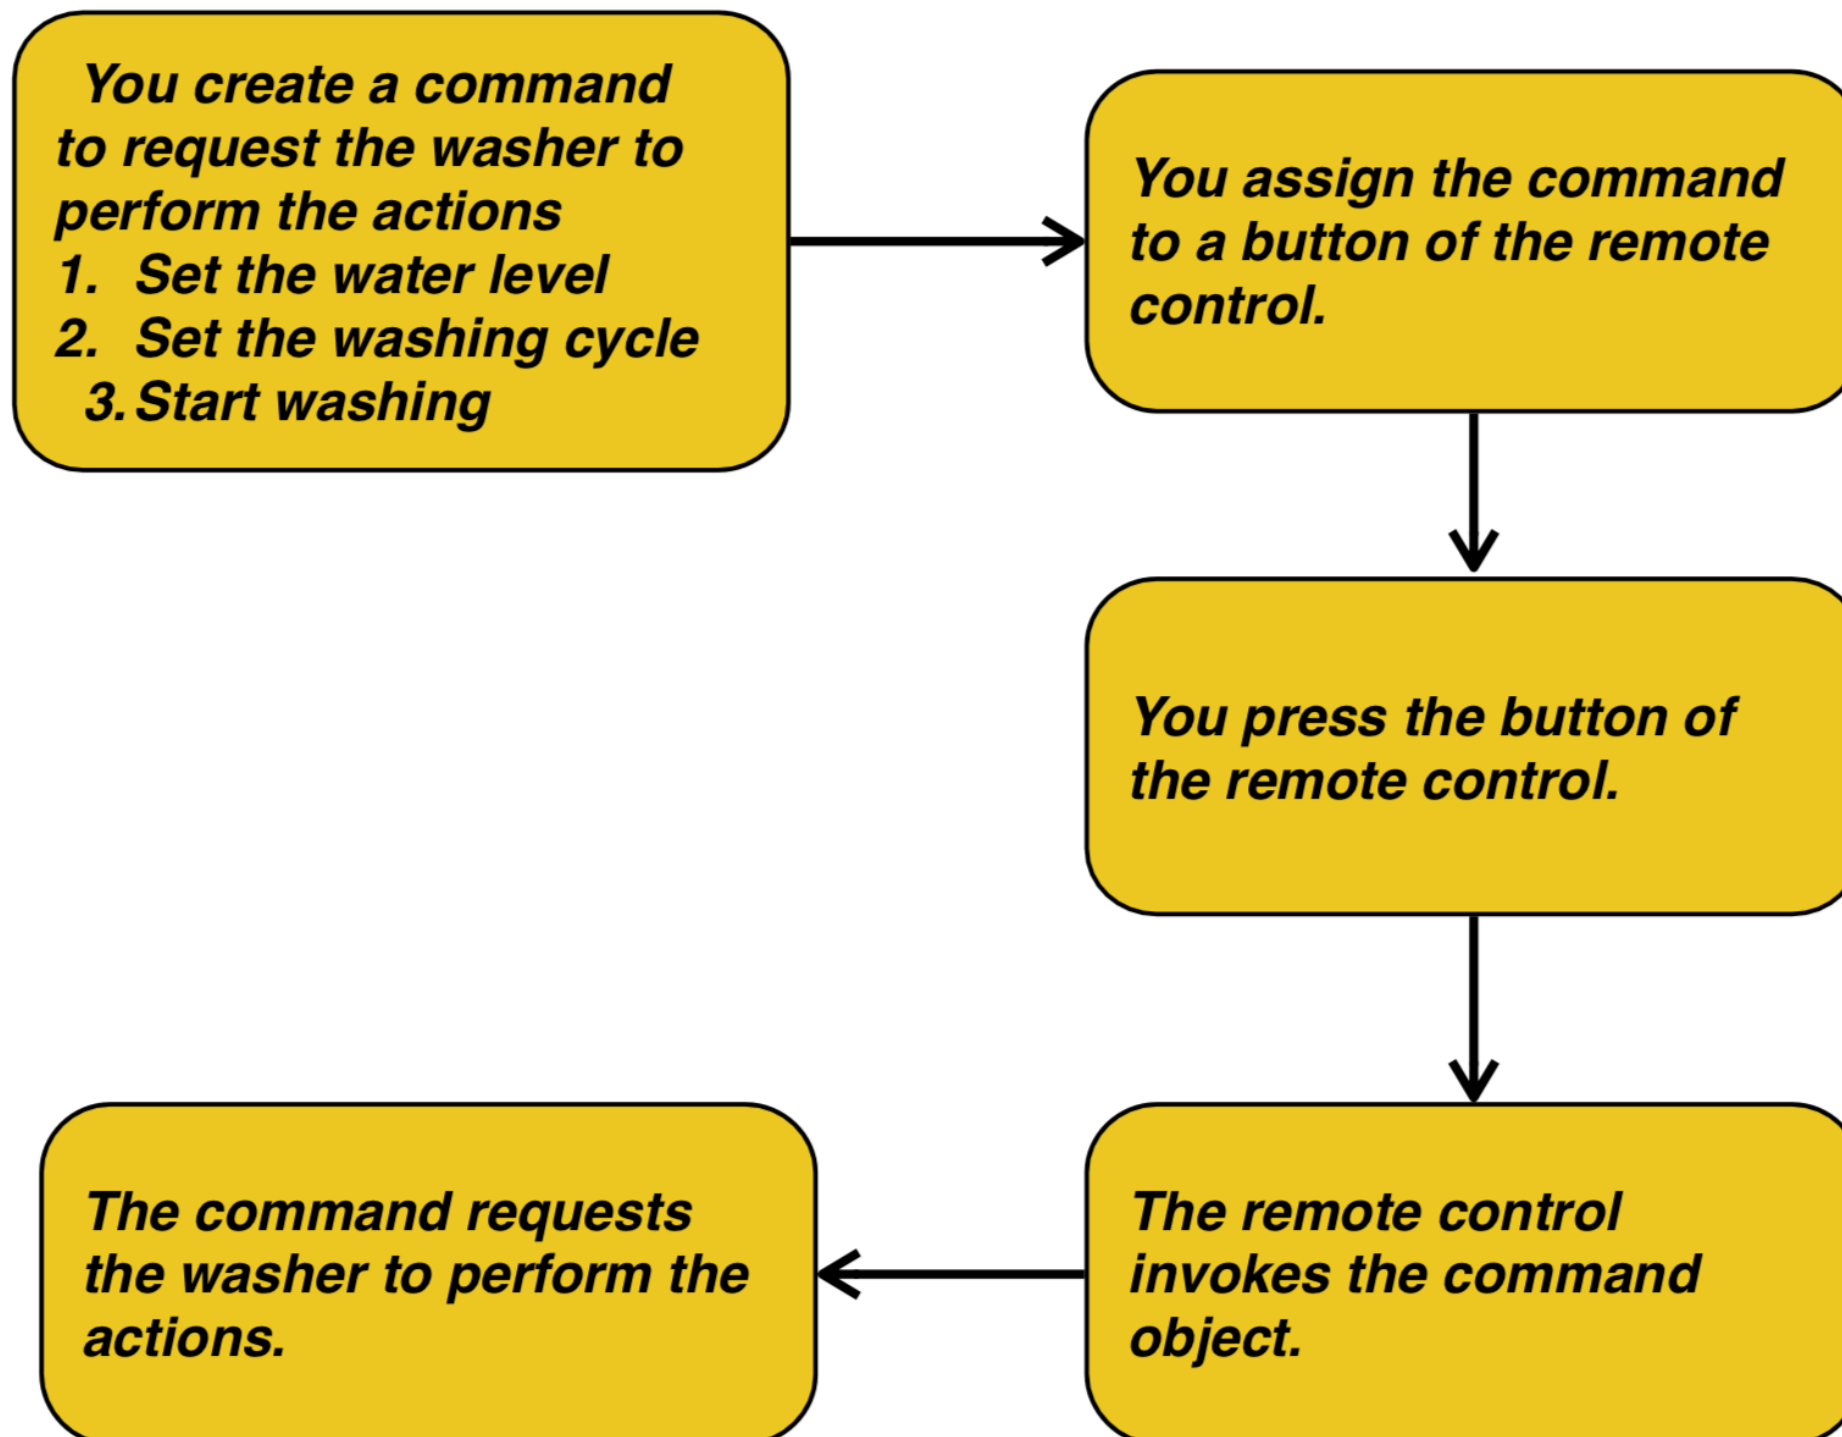 You create a command
to request the washer to
perform the actions
1. Set the water level
2. Set the washing cycle
3. Start washing
You assign the command
to a button of the remote
control.
You press the button of
the remote control.
The remote control
invokes the command
object.
The command requests
the washer to perform the
actions.